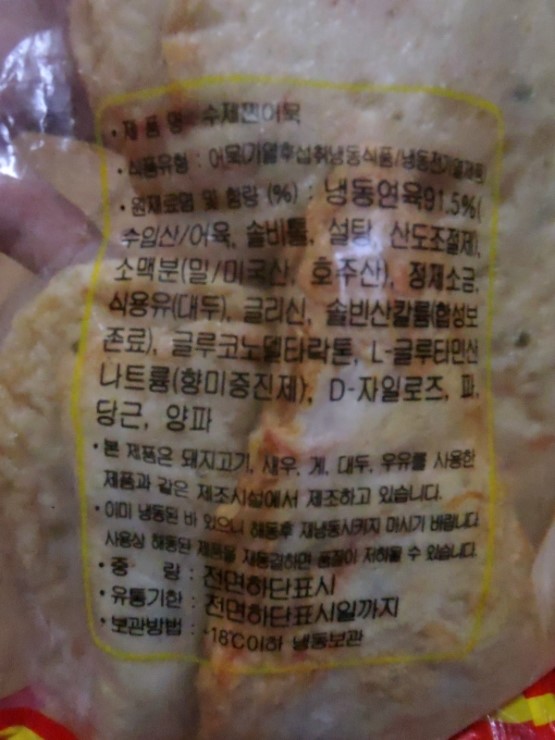 ·제 품 명 : 수제찐어묵
·식품유형 : 어묵(가열후섭취냉동식품/냉동전가열제품)
·원재료명 및 함량 (%) : 냉동연육91.5%(
수입산/어육, 솔비톨, 설탕, 산도조절제),
소맥분(밀/미국산, 호주산), 정제소금,
식용유(대두), 글리신, 솔빈산칼륨(합성보
존료), 글루코노델타락톤, L-글루타민산
나트륨(향미증진제), D-자일로즈, 파,
당근, 양파
·본 제품은 돼지고기, 새우, 게, 대두, 우유를 사용한
제품과 같은 제조시설에서 제조하고 있습니다.
·이미 냉동된 바 있으니 해동후 재냉동시키지 마시기 바랍니다.
사용상 해동된 제품을 재동결하면 품질이 저하될 수 있습니다.
·중 량 : 전면하단표시
·유통기한 : 전면하단표시일까지
·보관방법 : -18℃이하 냉동보관